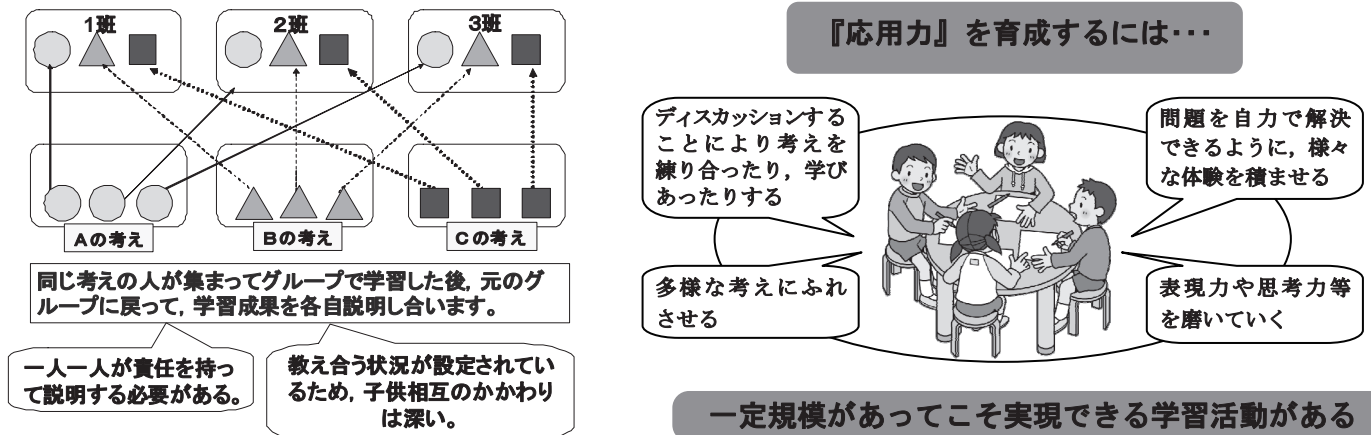 1班
2班
3班
Aの考え
Bの考え
Cの考え
同じ考えの人が集まってグループで学習した後,元のグ
ループに戻って,学習成果を各自説明し合います。
一人一人が責任を持っ
て説明する必要がある。
教え合う状況が設定されてい
るため,子供相互のかかわり
は深い。
『応用力』を育成するには・・・
ディスカッションする
ことにより考えを
練り合ったり,学び
あったりする
問題を自力で解決
できるように,様々
な体験を積ませる
多様な考えにふれ
させる
表現力や思考力等
を磨いていく
一定規模があってこそ実現できる学習活動がある